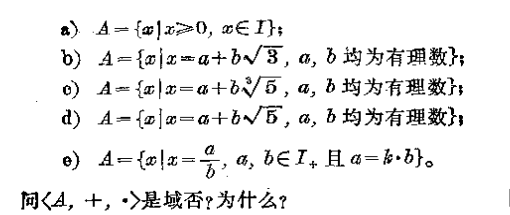 a) A={x|x⩾0, x∈I};
b) A={x|x=a+b√3, a, b 均为有理数};
c) A={x|x=a+b∛5, a, b 均为有理数};
d) A={x|x=a+b√5, a, b 均为有理数};
e) A={x|x=a/b, a, b∈I₊ 且 a=k·b}。
问⟨A, +, ·⟩是域否?为什么?